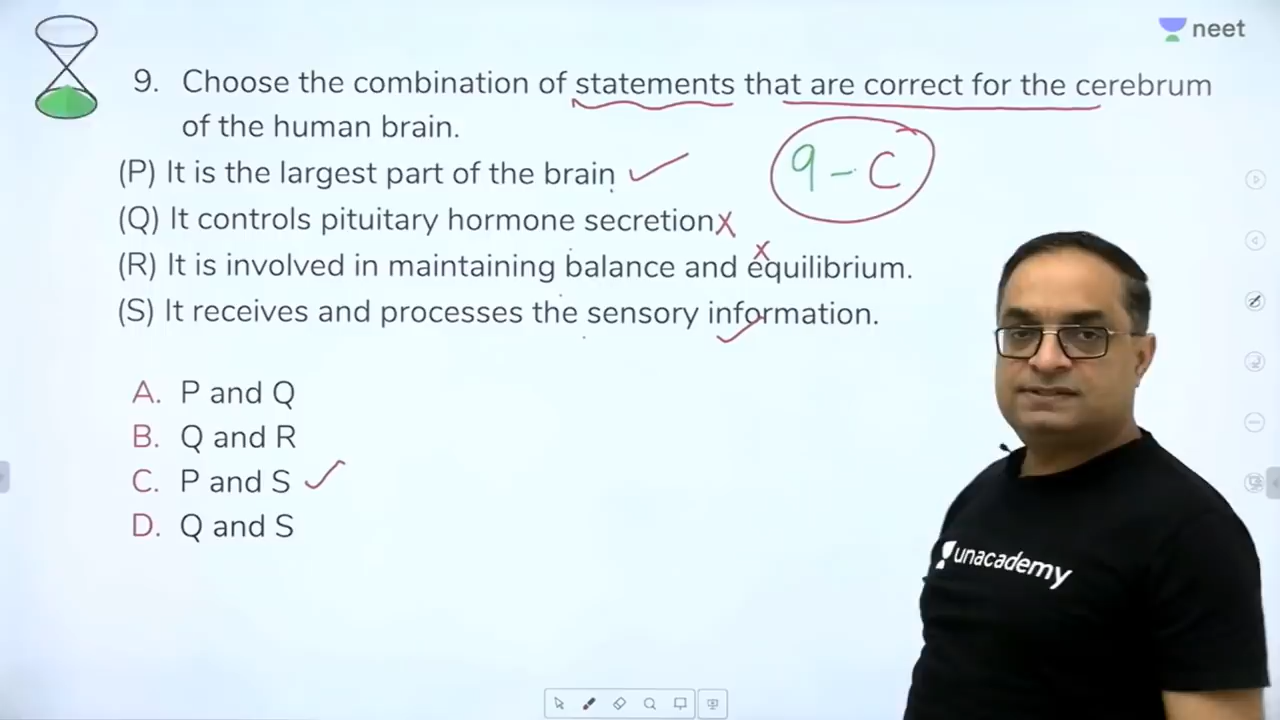 neet
9. Choose the combination of statements that are correct for the cerebrum
of the human brain.
9 - C
(P) It is the largest part of the brain
(Q) It controls pituitary hormone secretion
(R) It is involved in maintaining balance and equilibrium.
(S) It receives and processes the sensory information.
A. P and Q
B. Q and R
C. P and S
D. Q and S
unacademy